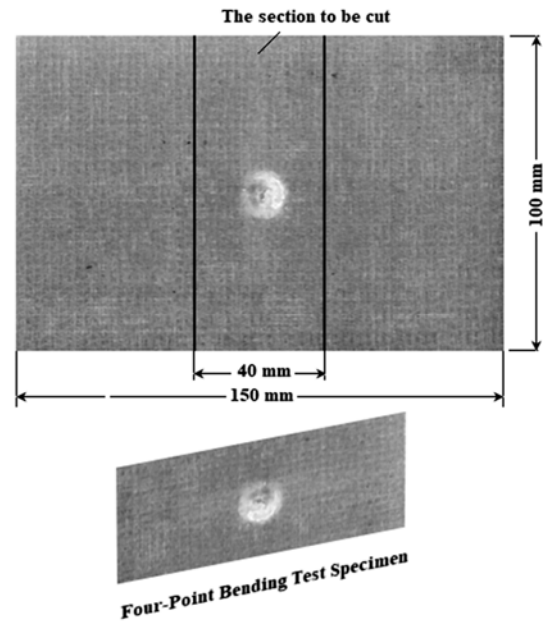 The section to be cut
100 mm
40 mm
150 mm
Four-Point Bending Test Specimen